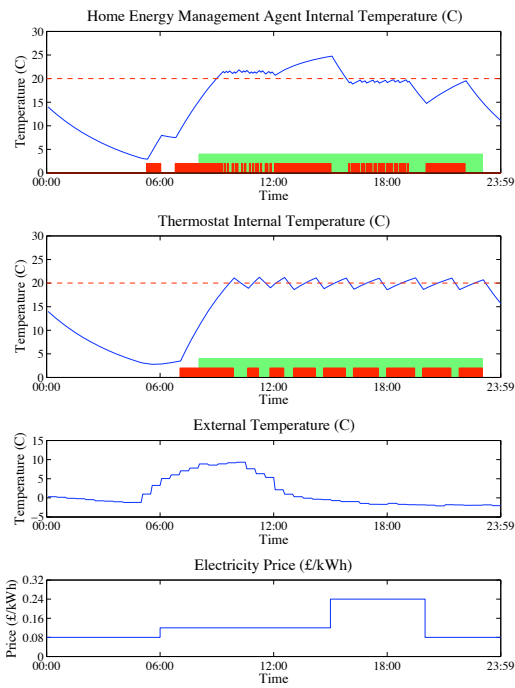 Home Energy Management Agent Internal Temperature (C)
Temperature (C)
30
25
20
15
10
5
0
00:00 06:00 12:00 18:00 23:59
Time
Thermostat Internal Temperature (C)
Temperature (C)
30
25
20
15
10
5
0
00:00 06:00 12:00 18:00 23:59
Time
External Temperature (C)
Temperature (C)
15
10
5
0
−5
00:00 06:00 12:00 18:00 23:59
Time
Electricity Price (£/kWh)
Price (£/kWh)
0.32
0.24
0.16
0.08
0
00:00 06:00 12:00 18:00 23:59
Time